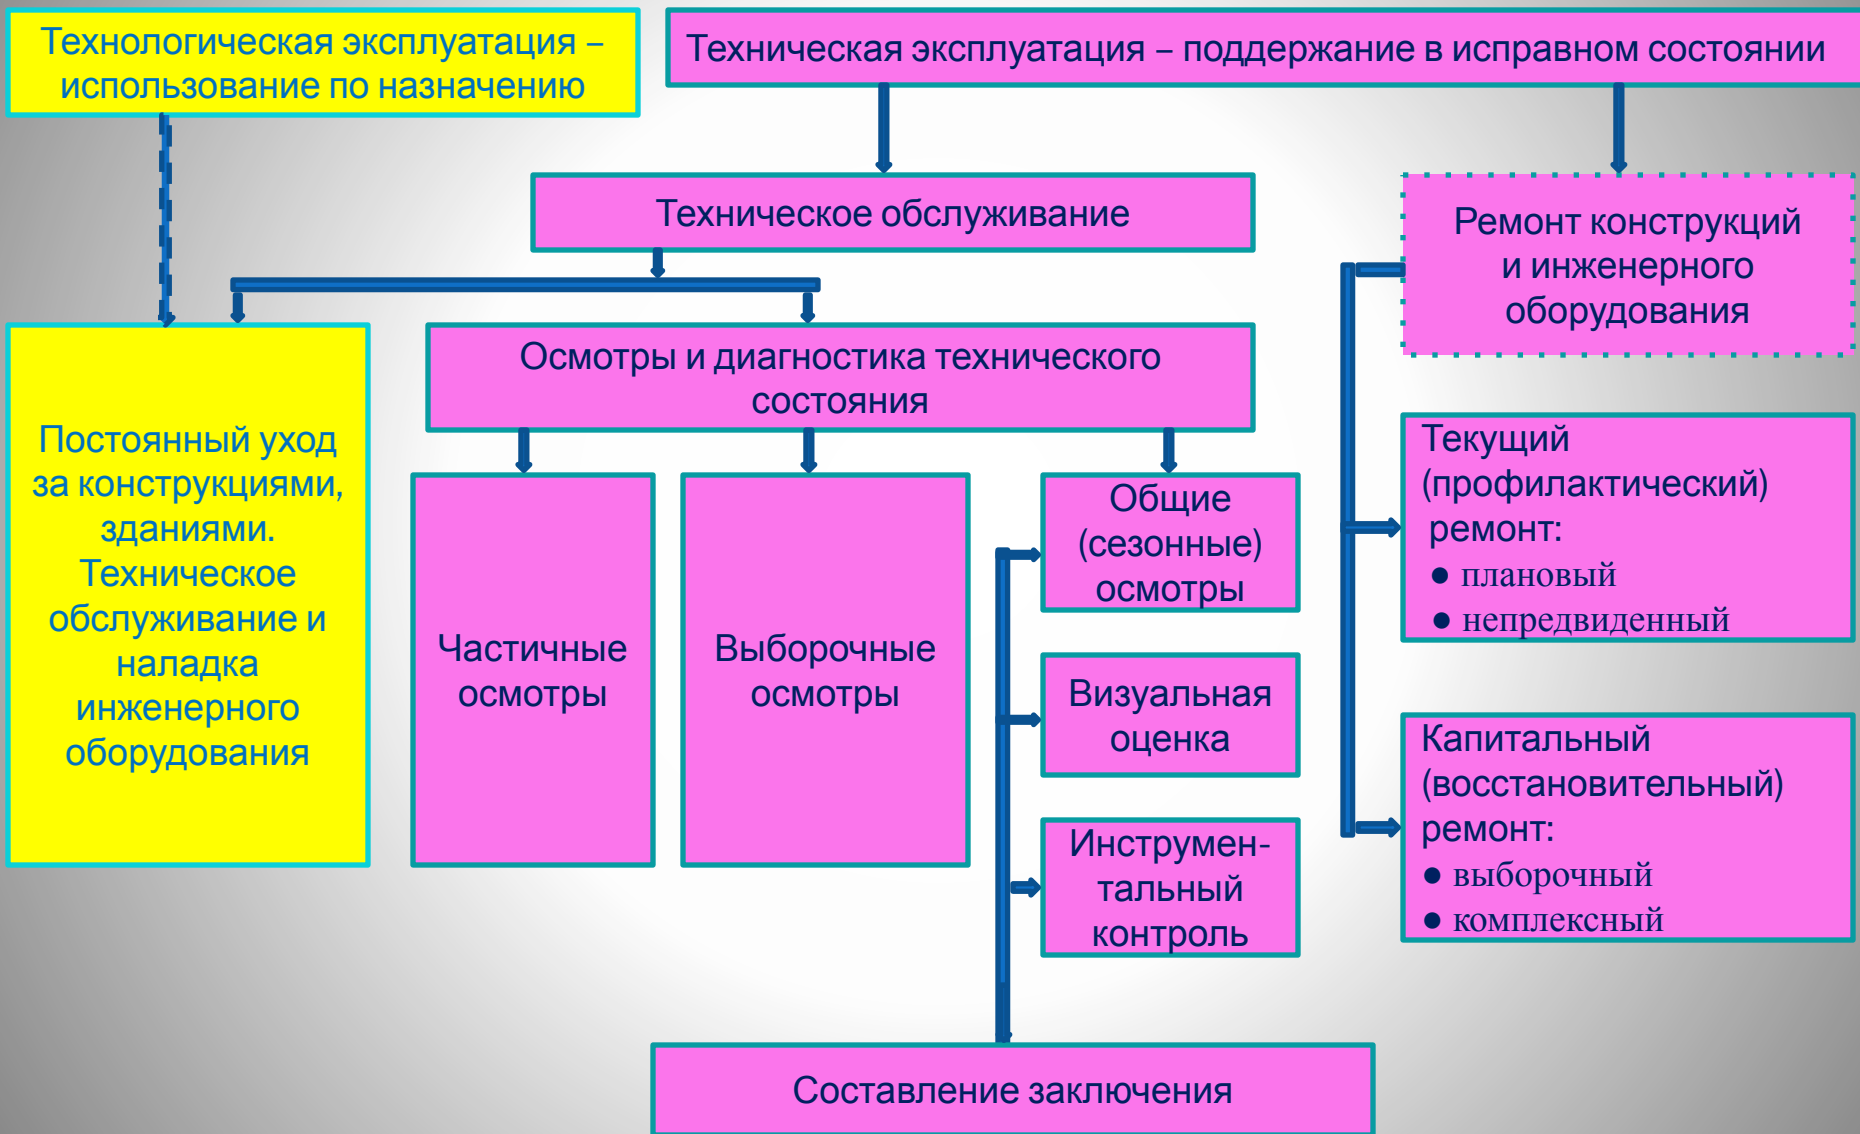 Технологическая эксплуатация –
использование по назначению
Техническая эксплуатация – поддержание в исправном состоянии
Техническое обслуживание
Ремонт конструкций
и инженерного
оборудования
Осмотры и диагностика технического
состояния
Постоянный уход
за конструкциями,
зданиями.
Техническое
обслуживание и
наладка
инженерного
оборудования
Частичные
осмотры
Выборочные
осмотры
Общие
(сезонные)
осмотры
Визуальная
оценка
Инструмен-
тальный
контроль
Текущий
(профилактический)
ремонт:
● плановый
● непредвиденный
Капитальный
(восстановительный)
ремонт:
● выборочный
● комплексный
Составление заключения